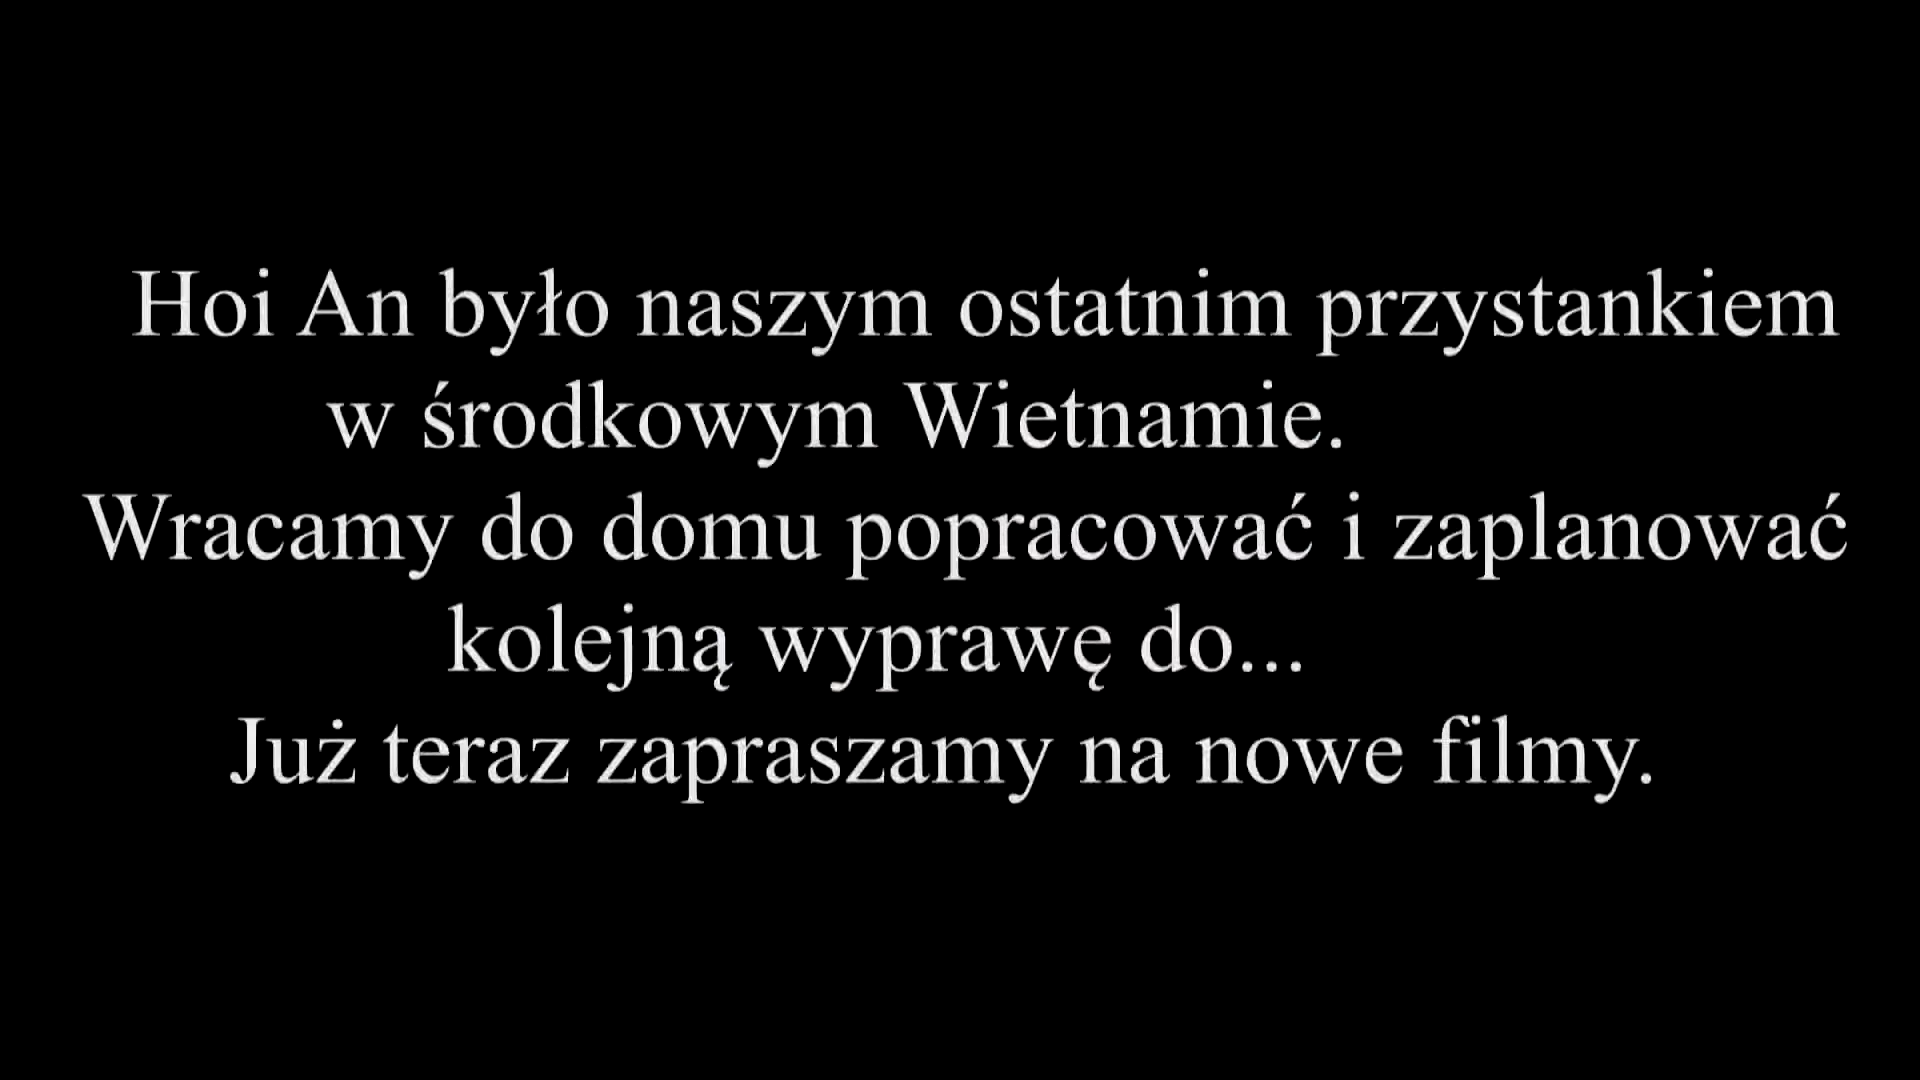 Hoi An było naszym ostatnim przystankiem
w środkowym Wietnamie.
Wracamy do domu popracować i zaplanować
kolejną wyprawę do...
Już teraz zapraszamy na nowe filmy.